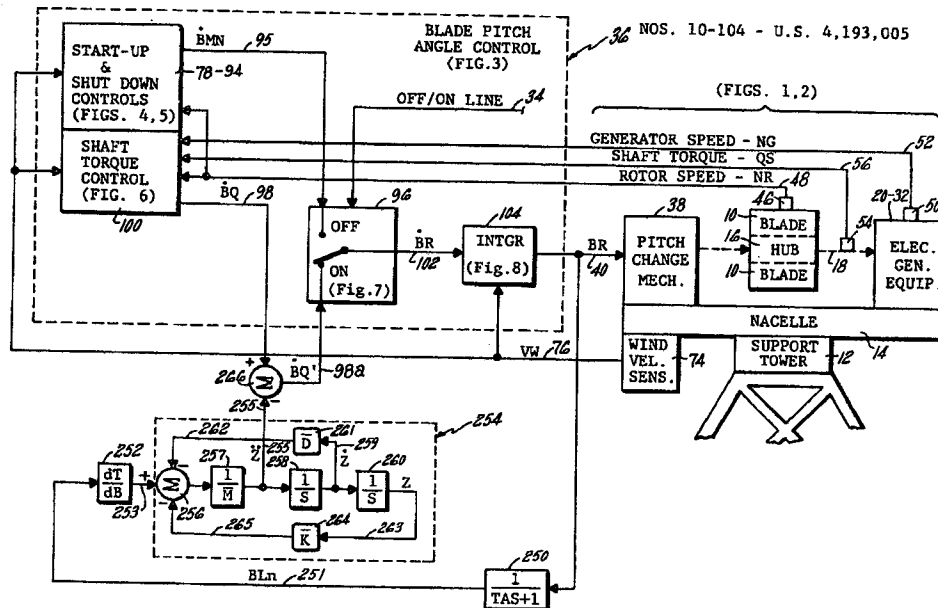 ḂMN
95
BLADE PITCH
ANGLE CONTROL
(FIG.3)
36
NOS. 10-104 - U.S. 4,193,005
START-UP
&
SHUT DOWN
CONTROLS
(FIGS. 4,5)
78-94
OFF/ON LINE
34
(FIGS. 1,2)
GENERATOR SPEED - NG
52
SHAFT TORQUE - QS
56
ROTOR SPEED - NR
48
SHAFT
TORQUE
CONTROL
(FIG. 6)
100
ḂQ
98
96
OFF
ON
(Fig.7)
ḂR
102
104
INTGR
(Fig.8)
BR
40
38
PITCH
CHANGE
MECH.
46
10
BLADE
16
HUB
10
BLADE
54
18
20-32
50
ELEC.
GEN.
EQUIP.
NACELLE
14
VW
76
WIND
VEL.
SENS.
74
SUPPORT
TOWER
12
+
266
Σ
ḂQ'
98a
255
-
254
262
D̄
261
259
252
dT
dB
+
253
-
Σ
256
-
257
1
M̄
Z̈
255
258
1
S
Ż
260
1
S
Z
265
K̄
264
263
BLn
251
250
1
TAS+1